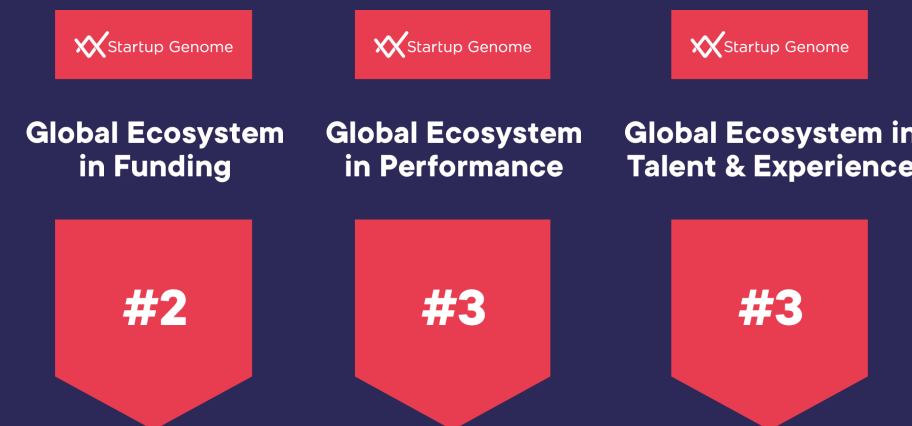 Startup Genome
Global Ecosystem
in Funding
#2
Startup Genome
Global Ecosystem
in Performance
#3
Startup Genome
Global Ecosystem in
Talent & Experience
#3